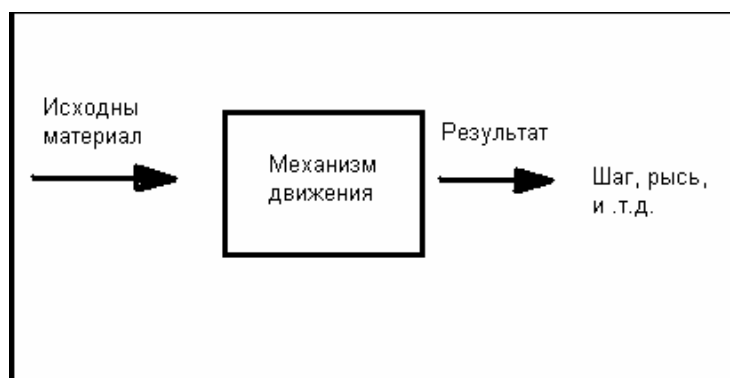 Исходны
материал
Механизм
движения
Результат
Шаг, рысь,
и .т.д.